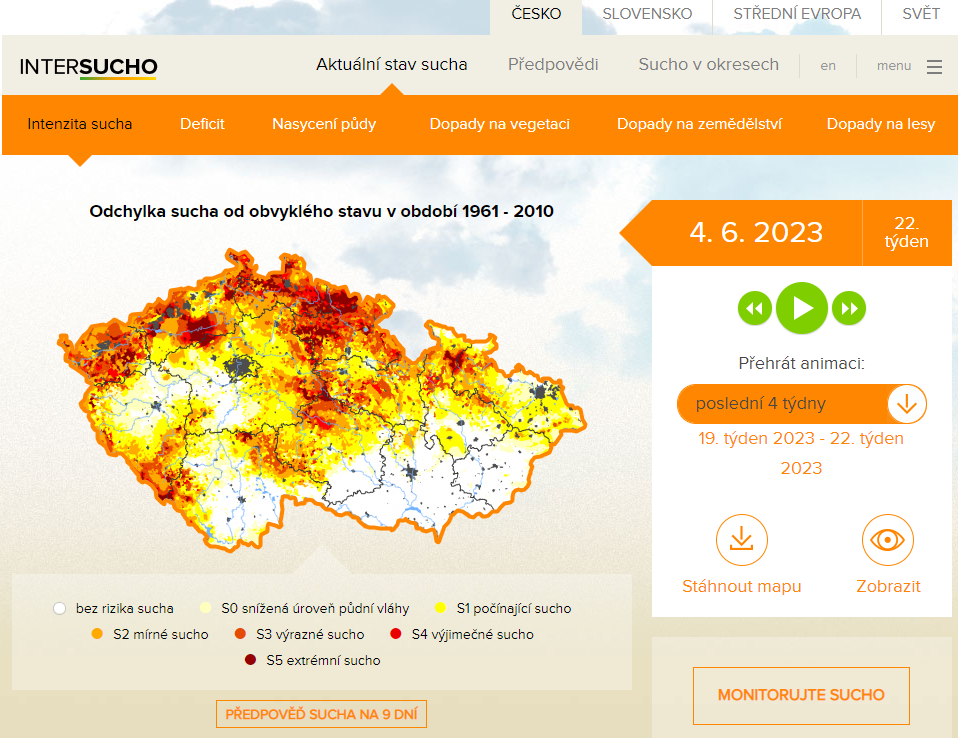 ČESKO
SLOVENSKO
STŘEDNÍ EVROPA
SVĚT
INTERSUCHO
Aktuální stav sucha
Předpovědi
Sucho v okresech
en
menu
Intenzita sucha
Deficit
Nasycení půdy
Dopady na vegetaci
Dopady na zemědělství
Dopady na lesy
Odchylka sucha od obvyklého stavu v období 1961 - 2010
4. 6. 2023
22.
týden
Přehrát animaci:
poslední 4 týdny
19. týden 2023 - 22. týden
2023
Stáhnout mapu
Zobrazit
bez rizika sucha
S0 snížená úroveň půdní vláhy
S1 počínající sucho
S2 mírné sucho
S3 výrazné sucho
S4 výjimečné sucho
S5 extrémní sucho
PŘEDPOVĚĎ SUCHA NA 9 DNÍ
MONITORUJTE SUCHO